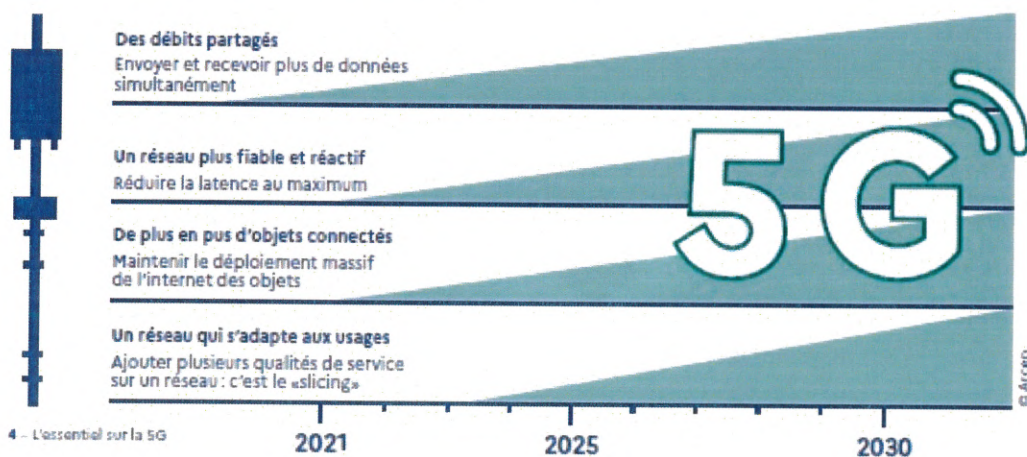 Des débits partagés
Envoyer et recevoir plus de données
simultanément
Un réseau plus fiable et réactif
Réduire la latence au maximum
5G
De plus en pus d'objets connectés
Maintenir le déploiement massif
de l'internet des objets
Un réseau qui s'adapte aux usages
Ajouter plusieurs qualités de service
sur un réseau : c'est le «slicing»
© Arcep
4 - L'essentiel sur la 5G
2021
2025
2030